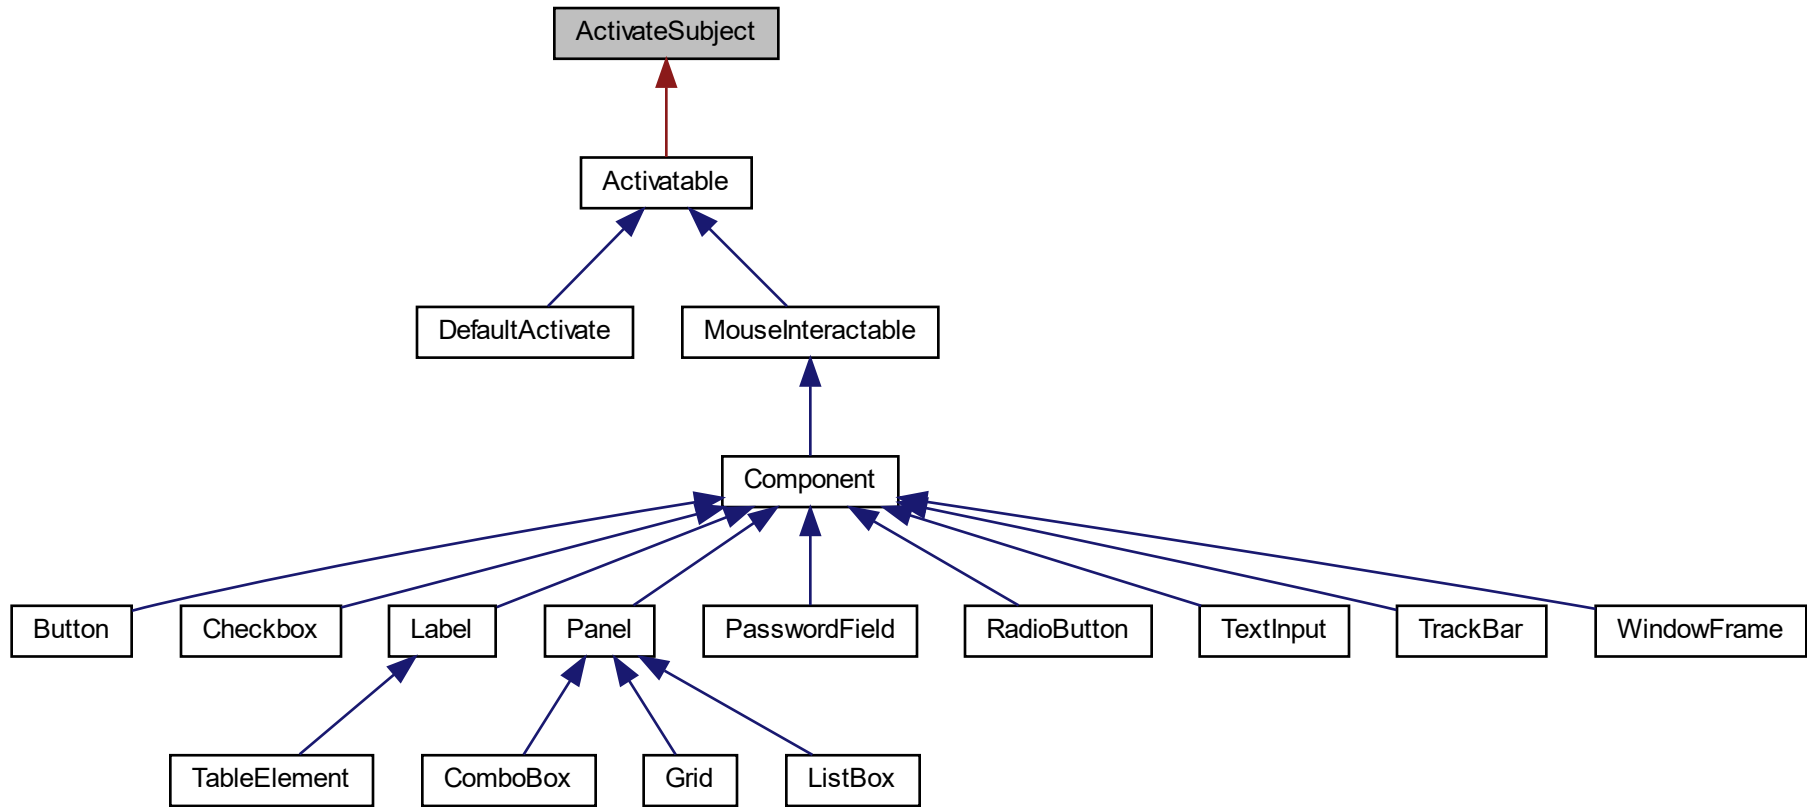 ActivateSubject
Activatable
DefaultActivate
MouseInteractable
Component
Button
Checkbox
Label
Panel
PasswordField
RadioButton
TextInput
TrackBar
WindowFrame
TableElement
ComboBox
Grid
ListBox